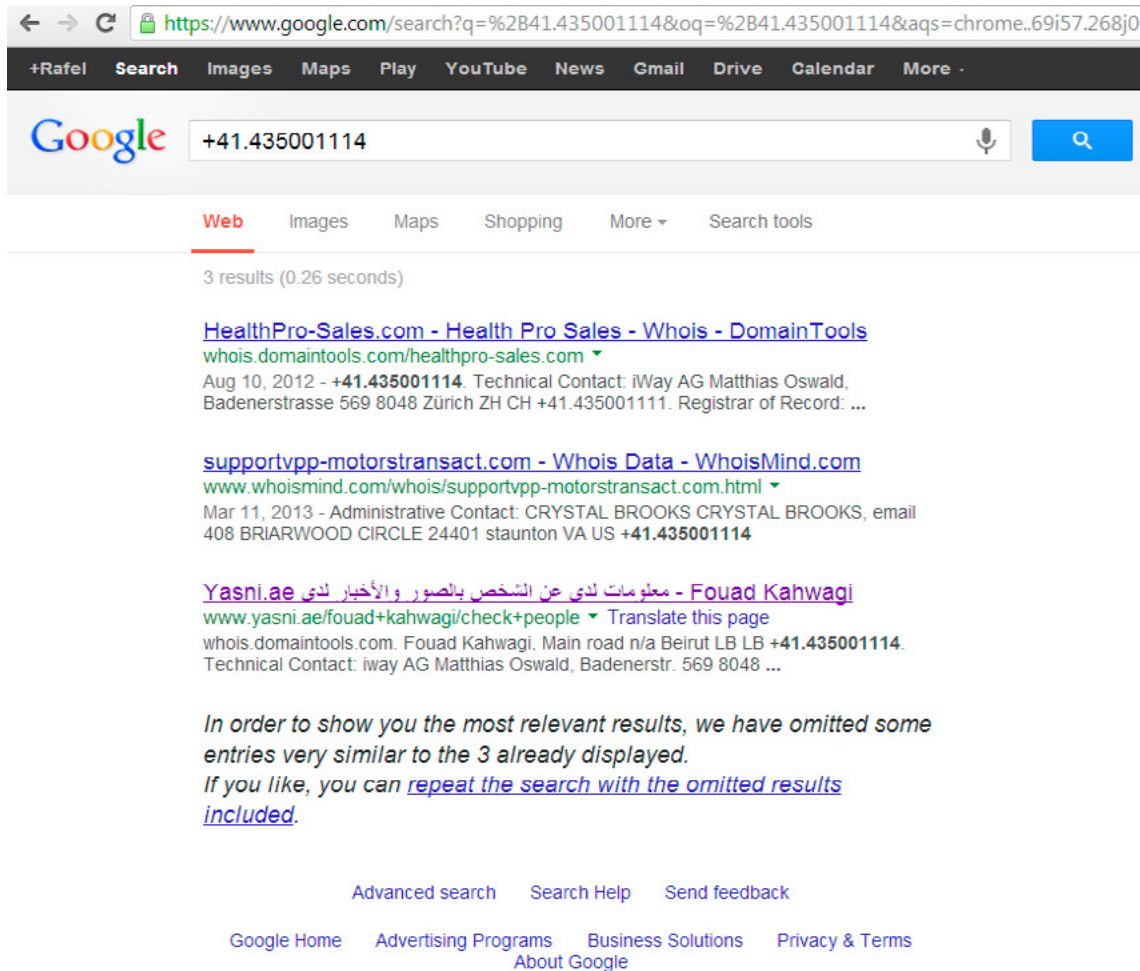 https://www.google.com/search?q=%2B41.435001114&oq=%2B41.435001114&aqs=chrome..69i57.268j0
+Rafel Search Images Maps Play YouTube News Gmail Drive Calendar More
Google +41.435001114
Web Images Maps Shopping More Search tools
3 results (0.26 seconds)
HealthPro-Sales.com - Health Pro Sales - Whois - DomainTools
whois.domaintools.com/healthpro-sales.com
Aug 10, 2012 - +41.435001114. Technical Contact: iWay AG Matthias Oswald,
Badenerstrasse 569 8048 Zürich ZH CH +41.435001111. Registrar of Record: ...
supportvpp-motorstransact.com - Whois Data - WhoisMind.com
www.whoismind.com/whois/supportvpp-motorstransact.com.html
Mar 11, 2013 - Administrative Contact: CRYSTAL BROOKS CRYSTAL BROOKS, email
408 BRIARWOOD CIRCLE 24401 staunton VA US +41.435001114
Fouad Kahwagi - معلومات لدى عن الشخص بالصور والأخبار لدى Yasni.ae
www.yasni.ae/fouad+kahwagi/check+people Translate this page
whois.domaintools.com. Fouad Kahwagi, Main road n/a Beirut LB LB +41.435001114.
Technical Contact: iway AG Matthias Oswald, Badenerstr. 569 8048 ...
In order to show you the most relevant results, we have omitted some
entries very similar to the 3 already displayed.
If you like, you can repeat the search with the omitted results
included.
Advanced search Search Help Send feedback
Google Home Advertising Programs Business Solutions Privacy & Terms
About Google